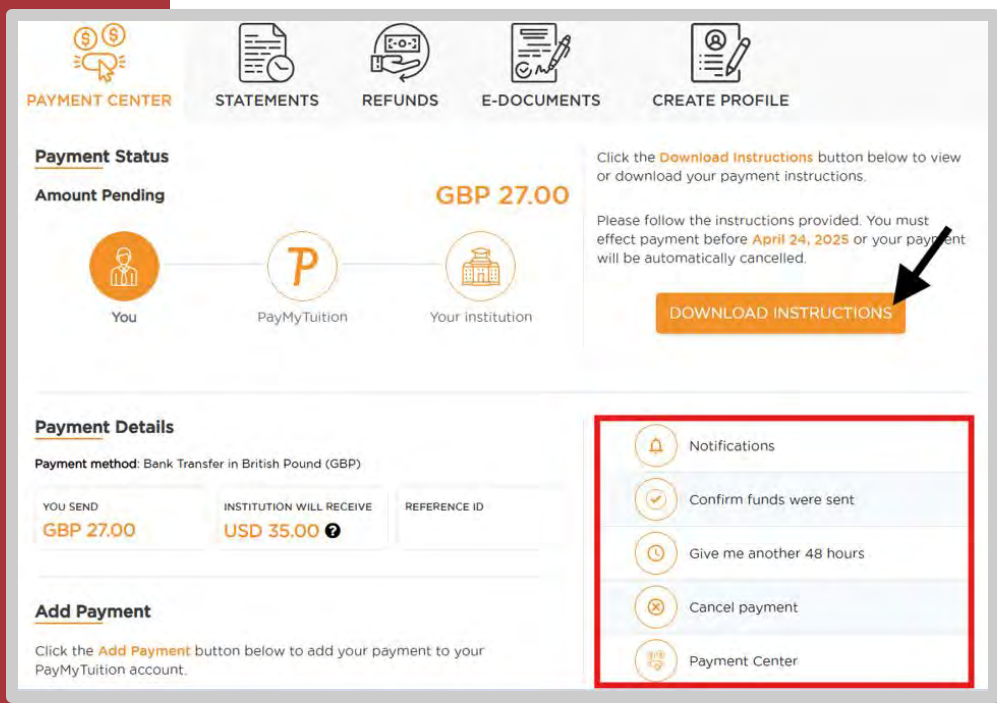 PAYMENT CENTER
STATEMENTS
REFUNDS
E-DOCUMENTS
CREATE PROFILE
Payment Status
Amount Pending
GBP 27.00
You
PayMyTuition
Your institution
Click the Download Instructions button below to view
or download your payment instructions.
Please follow the instructions provided. You must
effect payment before April 24, 2025 or your payment
will be automatically cancelled.
DOWNLOAD INSTRUCTIONS
Payment Details
Payment method: Bank Transfer in British Pound (GBP)
YOU SEND
GBP 27.00
INSTITUTION WILL RECEIVE
USD 35.00 ?
REFERENCE ID
Add Payment
Click the Add Payment button below to add your payment to your
PayMyTuition account.
Notifications
Confirm funds were sent
Give me another 48 hours
Cancel payment
Payment Center